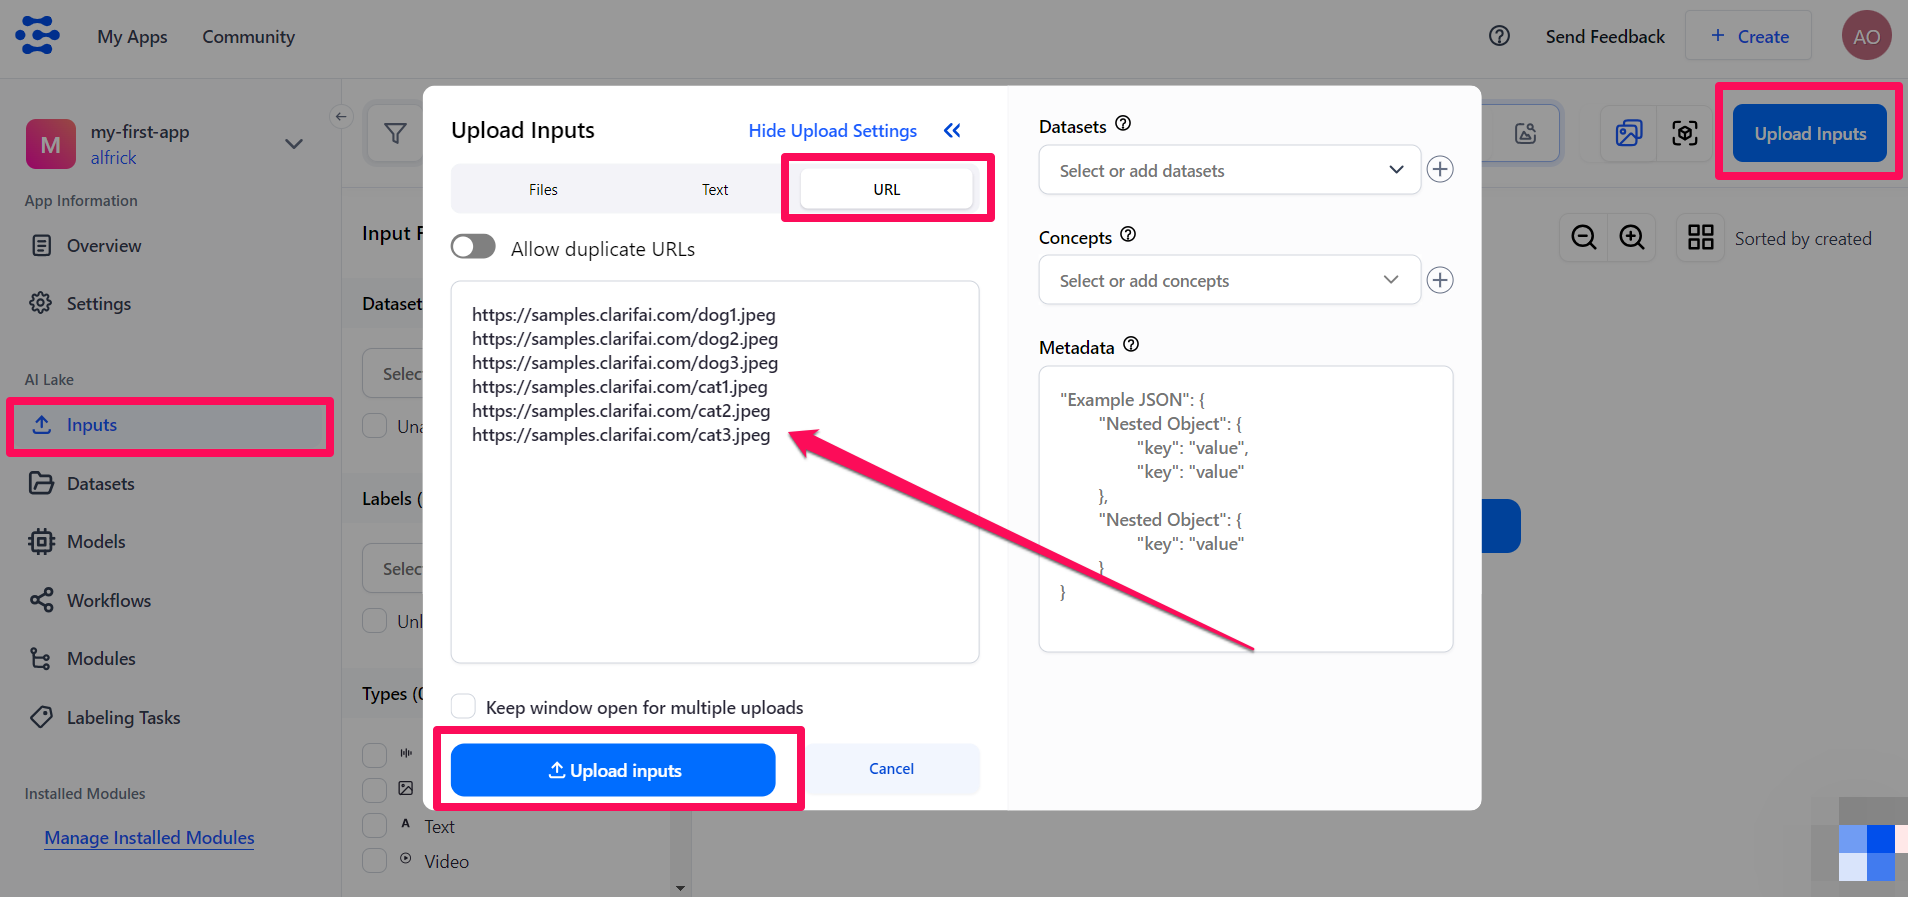 My Apps
Community
Send Feedback
+ Create
AO
M
my-first-app
alfrick
App Information
Overview
Settings
AI Lake
Inputs
Datasets
Models
Workflows
Modules
Labeling Tasks
Installed Modules
Manage Installed Modules
Input F
Dataset
Selec
Una
Labels (
Selec
Unl
Types (0
Text
Video
Upload Inputs
Hide Upload Settings
Files
Text
URL
Allow duplicate URLs
https://samples.clarifai.com/dog1.jpeg
https://samples.clarifai.com/dog2.jpeg
https://samples.clarifai.com/dog3.jpeg
https://samples.clarifai.com/cat1.jpeg
https://samples.clarifai.com/cat2.jpeg
https://samples.clarifai.com/cat3.jpeg
Keep window open for multiple uploads
Upload inputs
Cancel
Datasets
Select or add datasets
Concepts
Select or add concepts
Metadata
"Example JSON": {
"Nested Object": {
"key": "value",
"key": "value"
},
"Nested Object": {
"key": "value"
}
}
Upload Inputs
Sorted by created